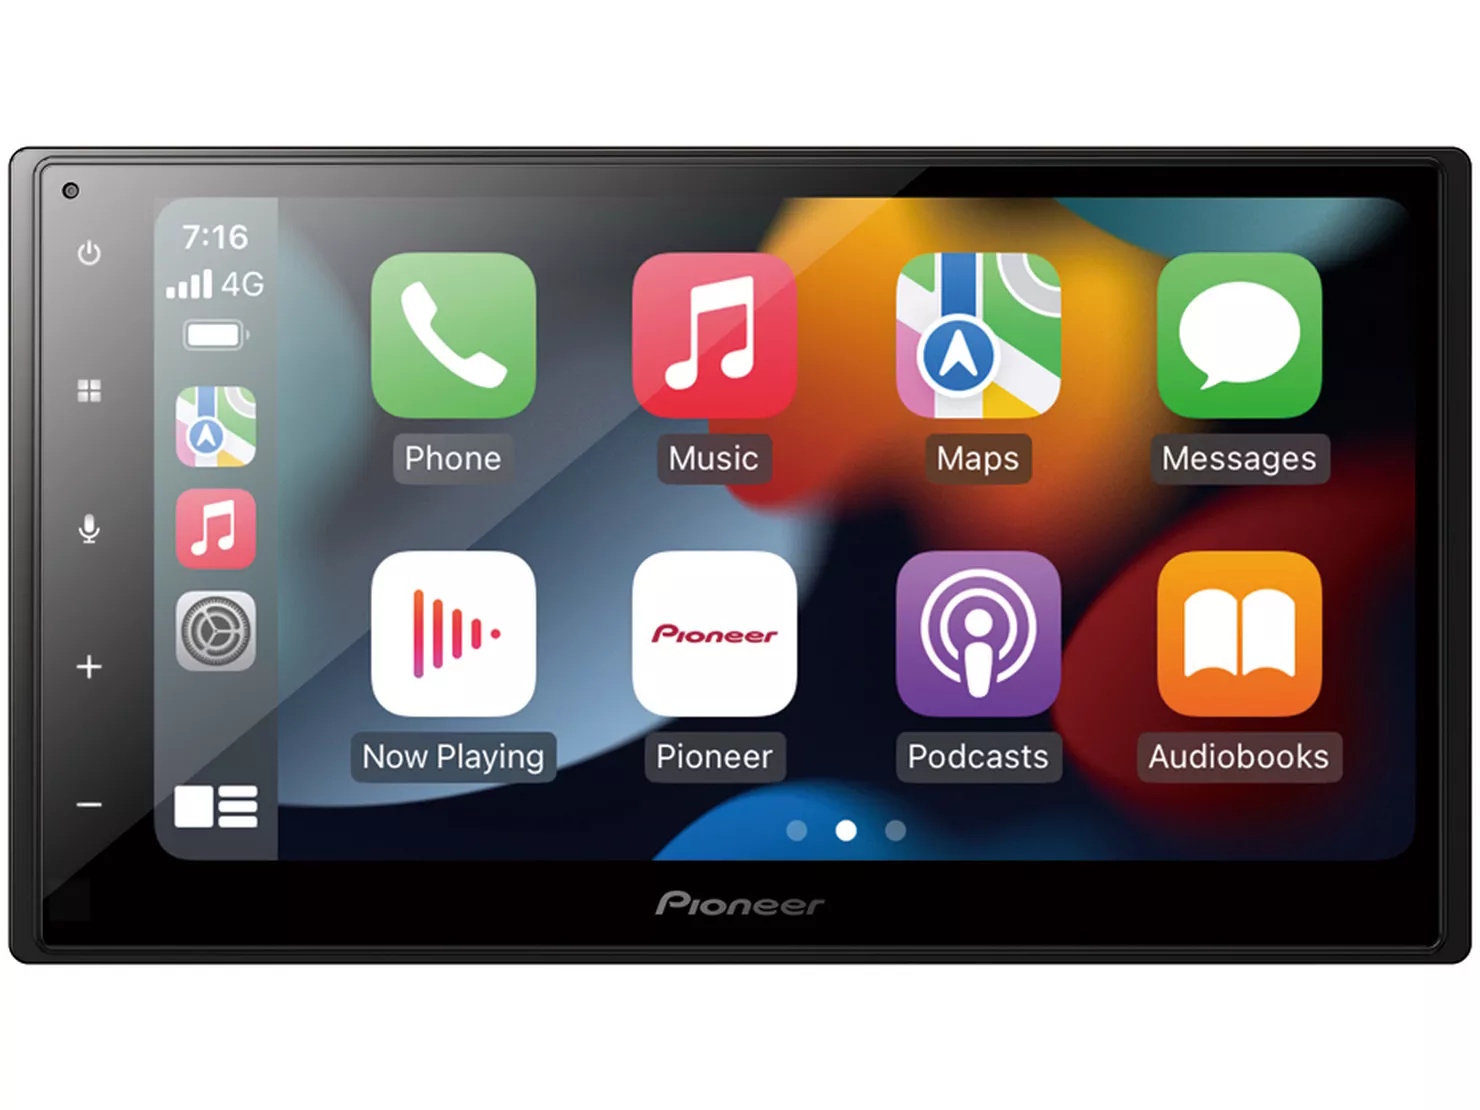 7:16
4G
Phone
Music
Maps
Messages
Pioneer
Now Playing
Pioneer
Podcasts
Audiobooks
Pioneer